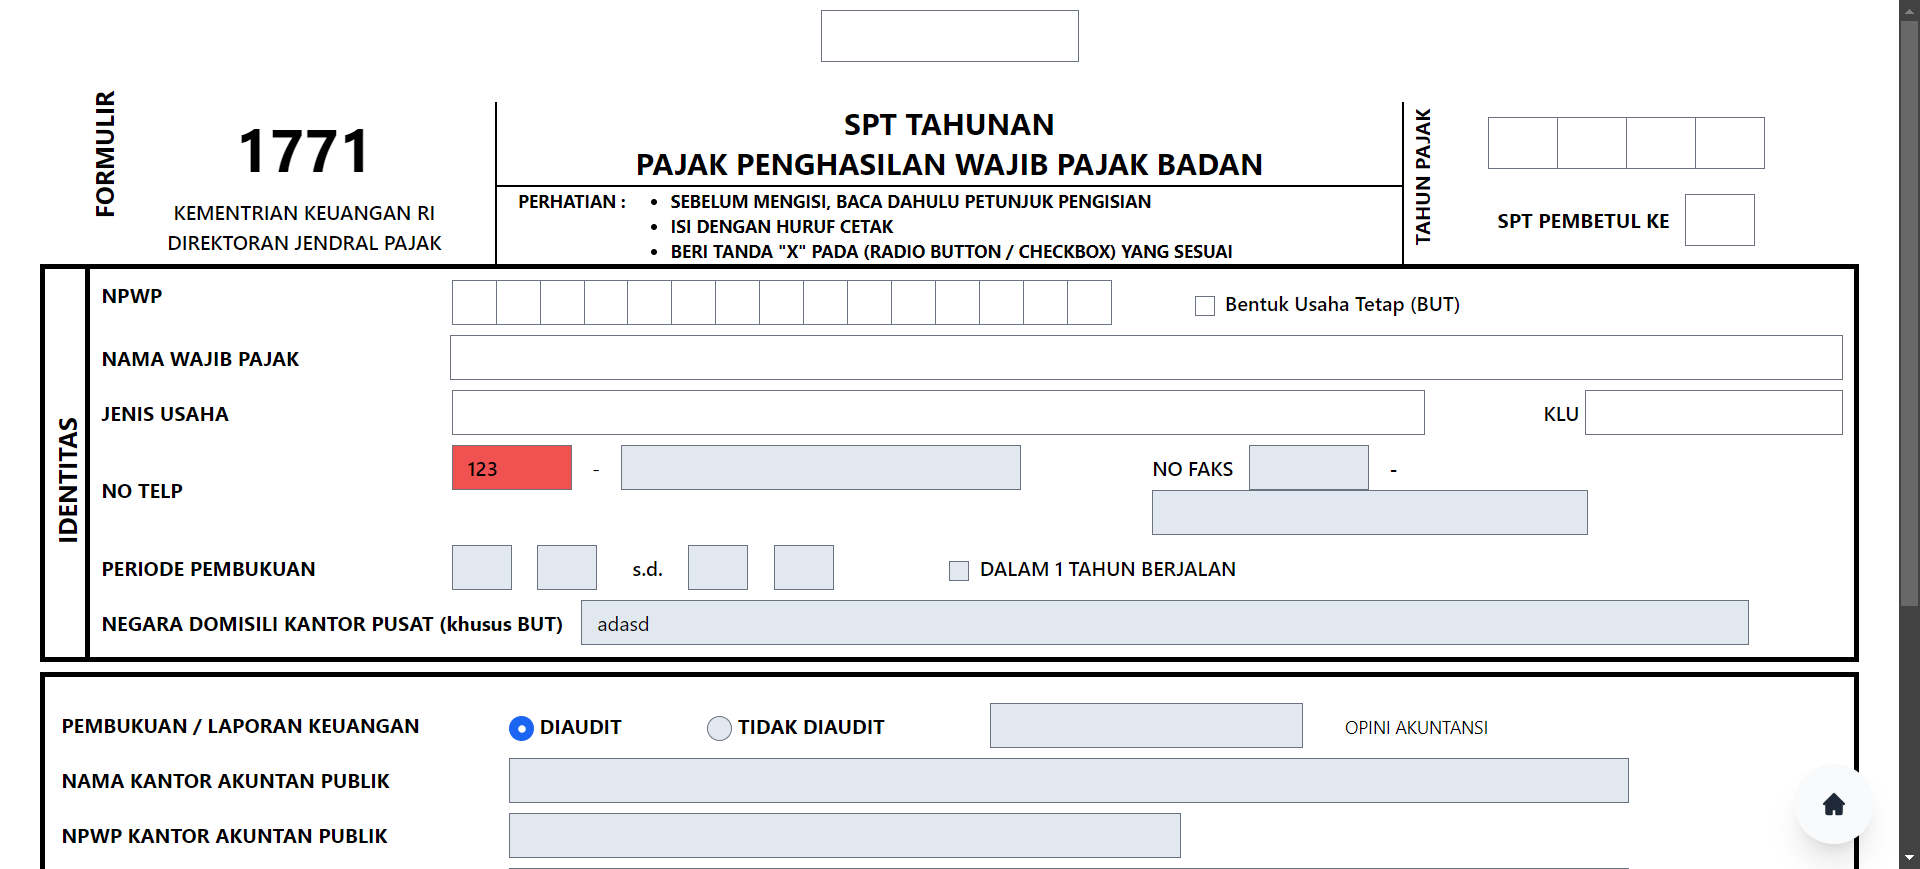 FORMULIR
1771
KEMENTRIAN KEUANGAN RI
DIREKTORAN JENDRAL PAJAK
SPT TAHUNAN
PAJAK PENGHASILAN WAJIB PAJAK BADAN
PERHATIAN :
• SEBELUM MENGISI, BACA DAHULU PETUNJUK PENGISIAN
• ISI DENGAN HURUF CETAK
• BERI TANDA "X" PADA (RADIO BUTTON / CHECKBOX) YANG SESUAI
TAHUN PAJAK
SPT PEMBETUL KE
IDENTITAS
NPWP
Bentuk Usaha Tetap (BUT)
NAMA WAJIB PAJAK
JENIS USAHA
KLU
NO TELP
123 -
NO FAKS -
PERIODE PEMBUKUAN
s.d.
DALAM 1 TAHUN BERJALAN
NEGARA DOMISILI KANTOR PUSAT (khusus BUT)
adasd
PEMBUKUAN / LAPORAN KEUANGAN
DIAUDIT
TIDAK DIAUDIT
OPINI AKUNTANSI
NAMA KANTOR AKUNTAN PUBLIK
NPWP KANTOR AKUNTAN PUBLIK